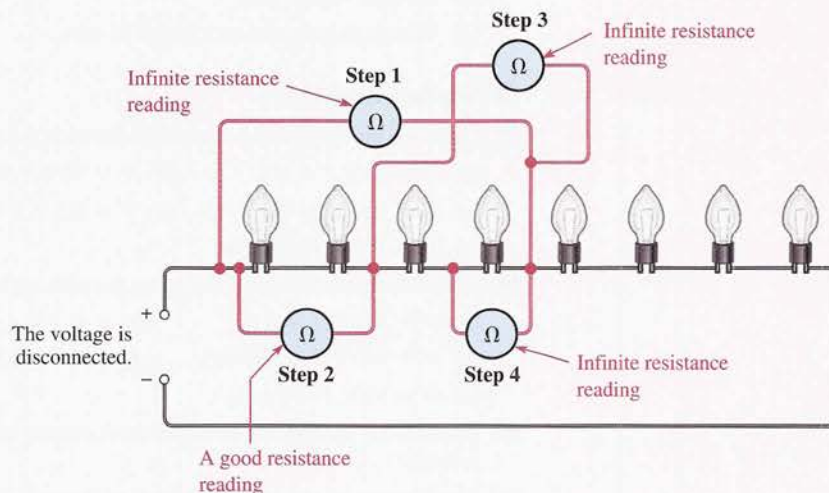 Step 3
Infinite resistance
reading
Ω
Step 1
Infinite resistance
reading
Ω
+
The voltage is
disconnected.
−
Ω
Step 2
Ω
Step 4
Infinite resistance
reading
A good resistance
reading